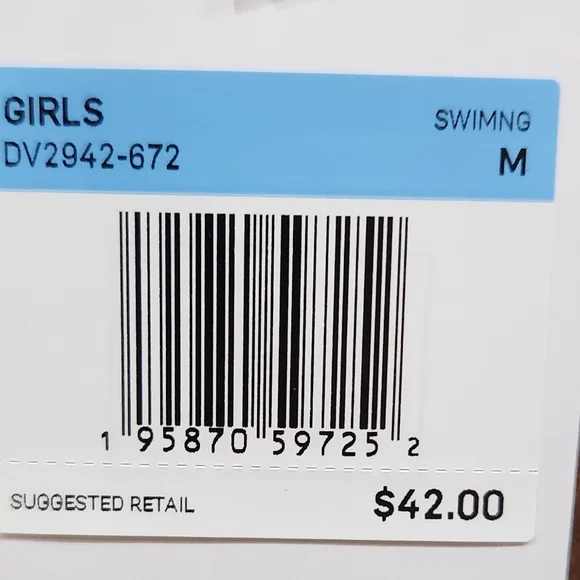 GIRLS SWIMNG
DV2942-672 M
1 95870 59725 2
SUGGESTED RETAIL $42.00